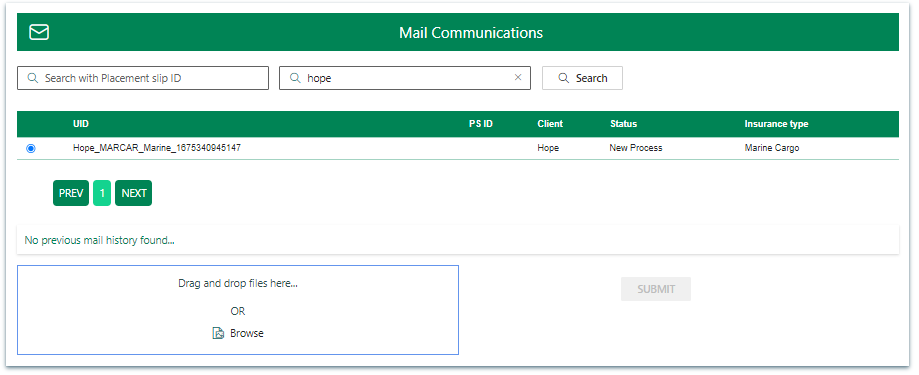 Mail Communications
Search with Placement slip ID
hope
Search
UID PS ID Client Status Insurance type
Hope_MARCAR_Marine_1675340945147 Hope New Process Marine Cargo
PREV 1 NEXT
No previous mail history found...
Drag and drop files here...
SUBMIT
OR
Browse